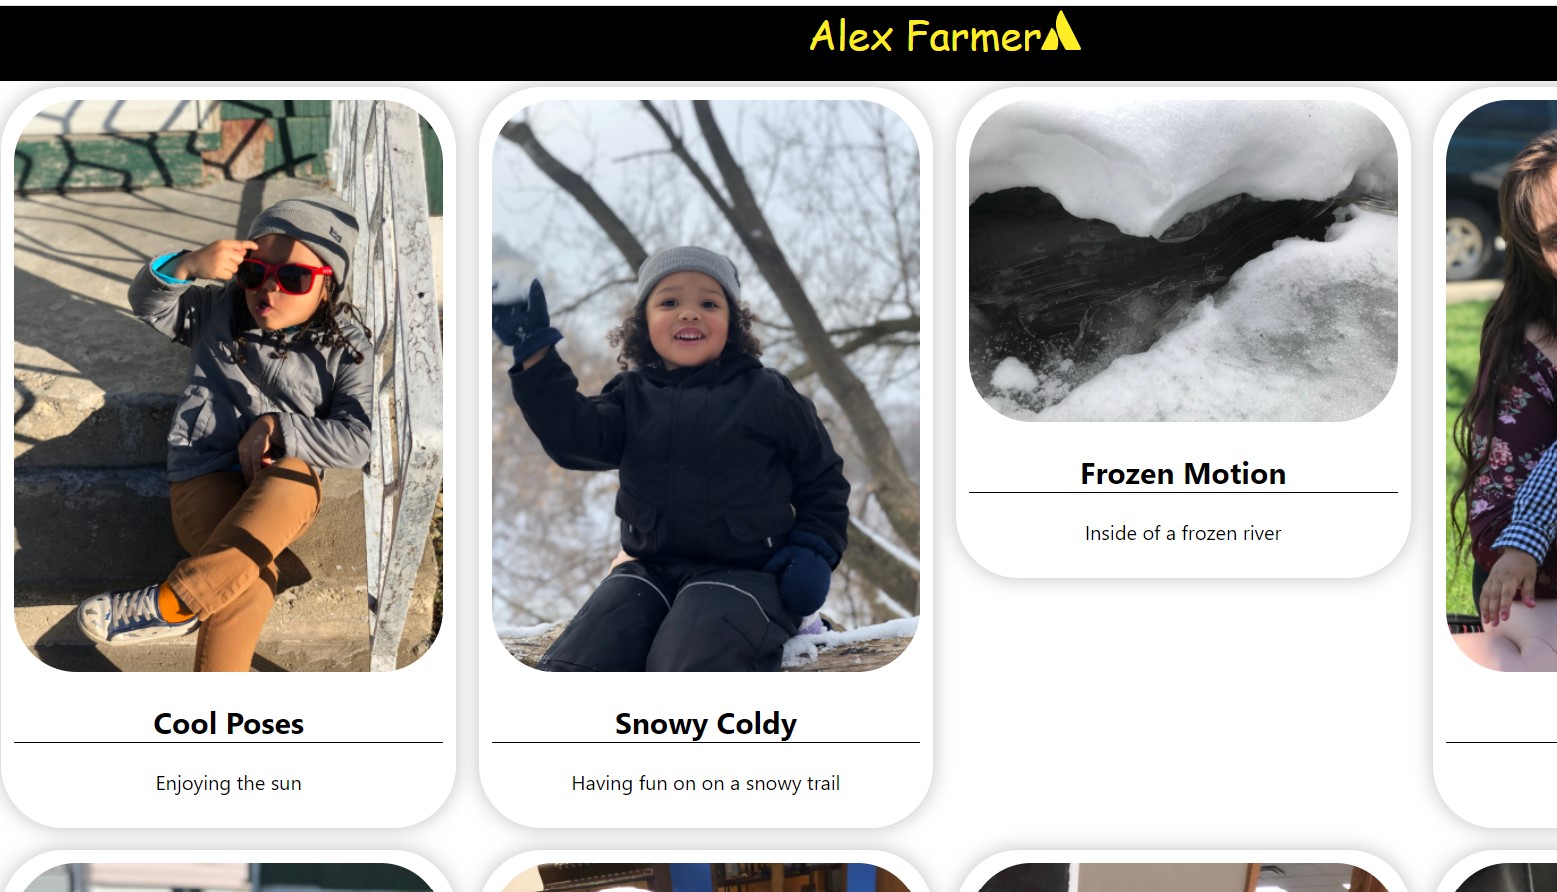 Alex Farmer
Cool Poses
Enjoying the sun
Snowy Coldy
Having fun on on a snowy trail
Frozen Motion
Inside of a frozen river